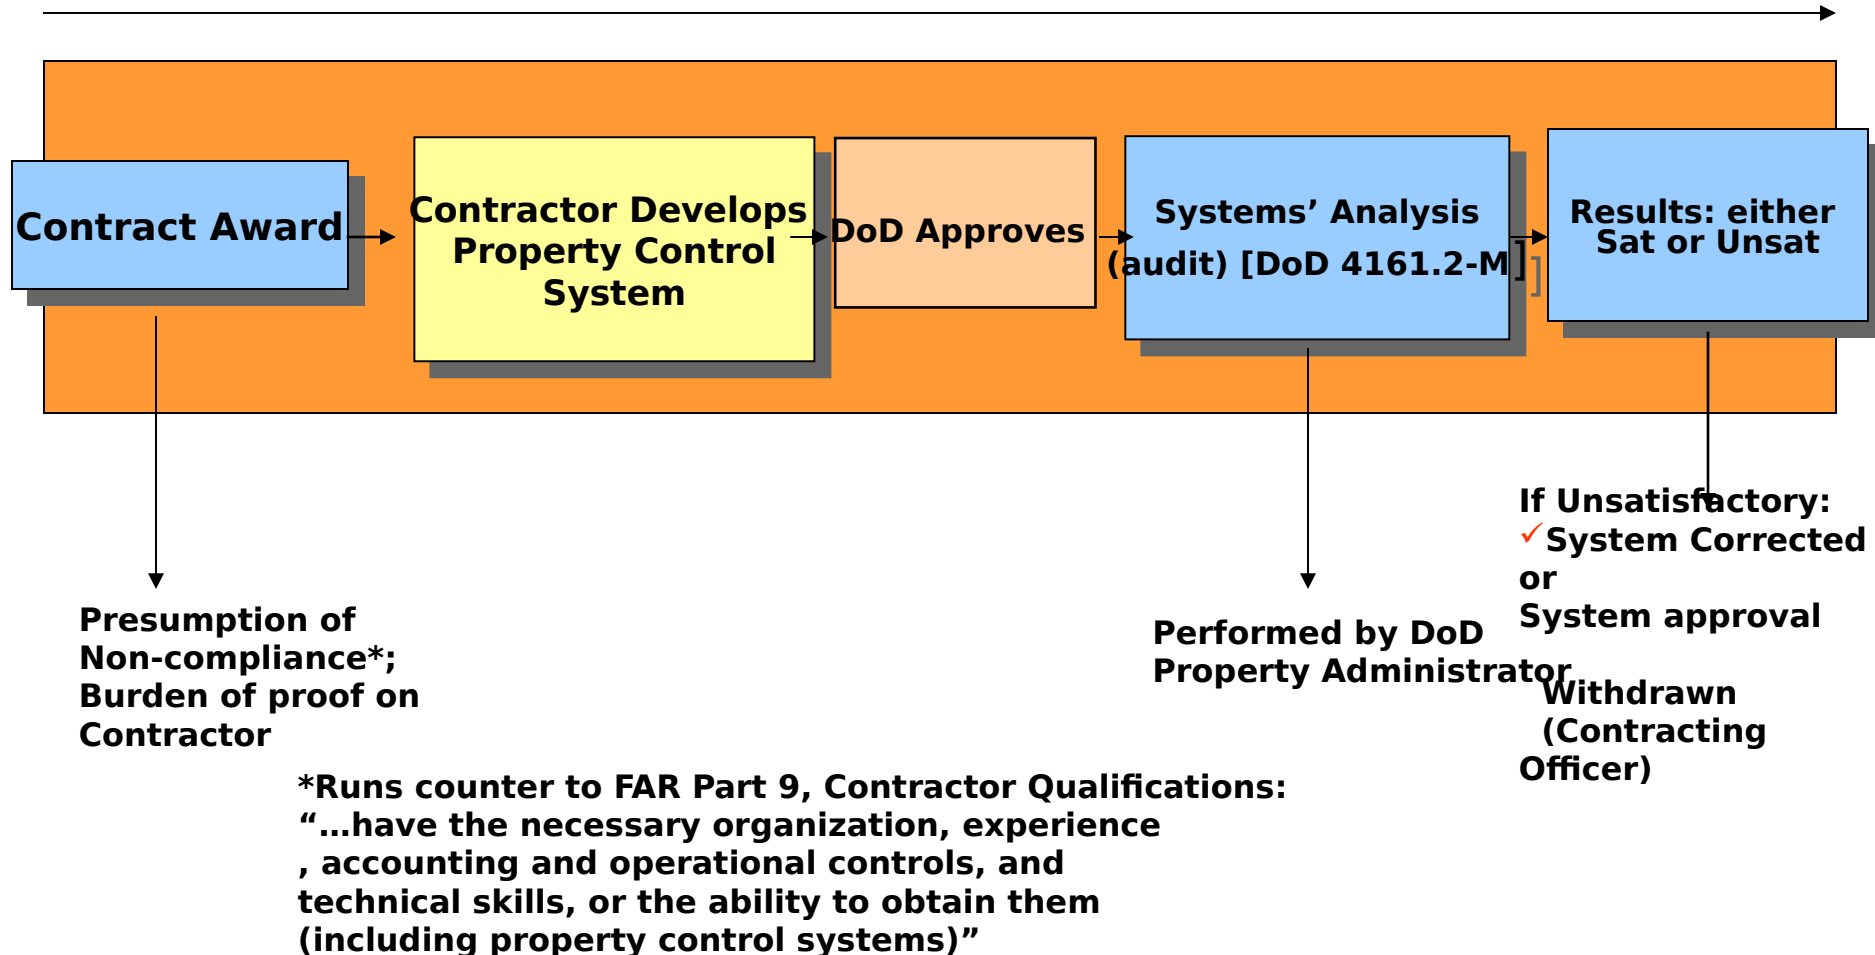 Contract Award
Contractor Develops
Property Control
System
DoD Approves
Systems’ Analysis
(audit) [DoD 4161.2-M]
Results: either
Sat or Unsat
Presumption of
Non-compliance*;
Burden of proof on
Contractor
Performed by DoD
Property Administrator
If Unsatisfactory:
✓System Corrected
or
System approval
Withdrawn
(Contracting
Officer)
*Runs counter to FAR Part 9, Contractor Qualifications:
“…have the necessary organization, experience
, accounting and operational controls, and
technical skills, or the ability to obtain them
(including property control systems)”